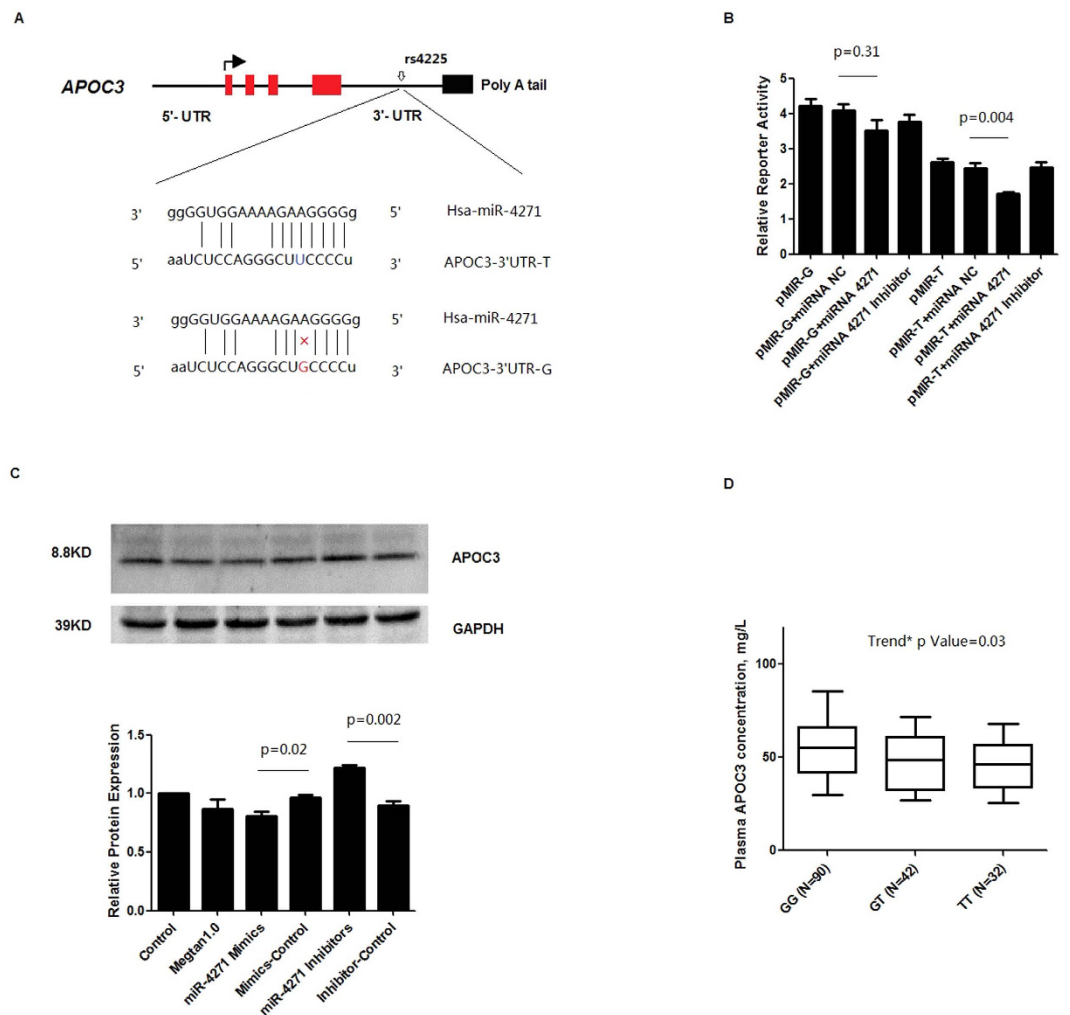 A
rs4225
APOC3
Poly A tail
5'- UTR
3'- UTR
3'
ggGGUGGAAAAGAAGGGGg
5'
Hsa-miR-4271
5'
aaUCUCCAGGGCUUCCCCu
3'
APOC3-3'UTR-T
3'
ggGGUGGAAAAGAAGGGGg
5'
Hsa-miR-4271
×
5'
aaUCUCCAGGGCUGCCCCu
3'
APOC3-3'UTR-G
B
p=0.31
p=0.004
Relative Reporter Activity
5
4
3
2
1
0
pMIR-G
pMIR-G+miRNA NC
pMIR-G+miRNA 4271
pMIR-G+miRNA 4271 Inhibitor
pMIR-T
pMIR-T+miRNA NC
pMIR-T+miRNA 4271
pMIR-T+miRNA 4271 Inhibitor
C
8.8KD
APOC3
39KD
GAPDH
p=0.002
p=0.02
Relative Protein Expression
1.5
1.0
0.5
0.0
Control
Megtan1.0
miR-4271 Mimics
Mimics-Control
miR-4271 Inhibitors
Inhibitor-Control
D
Trend* p Value=0.03
Plasma APOC3 concentration, mg/L
100
50
0
GG (N=90)
GT (N=42)
TT (N=32)